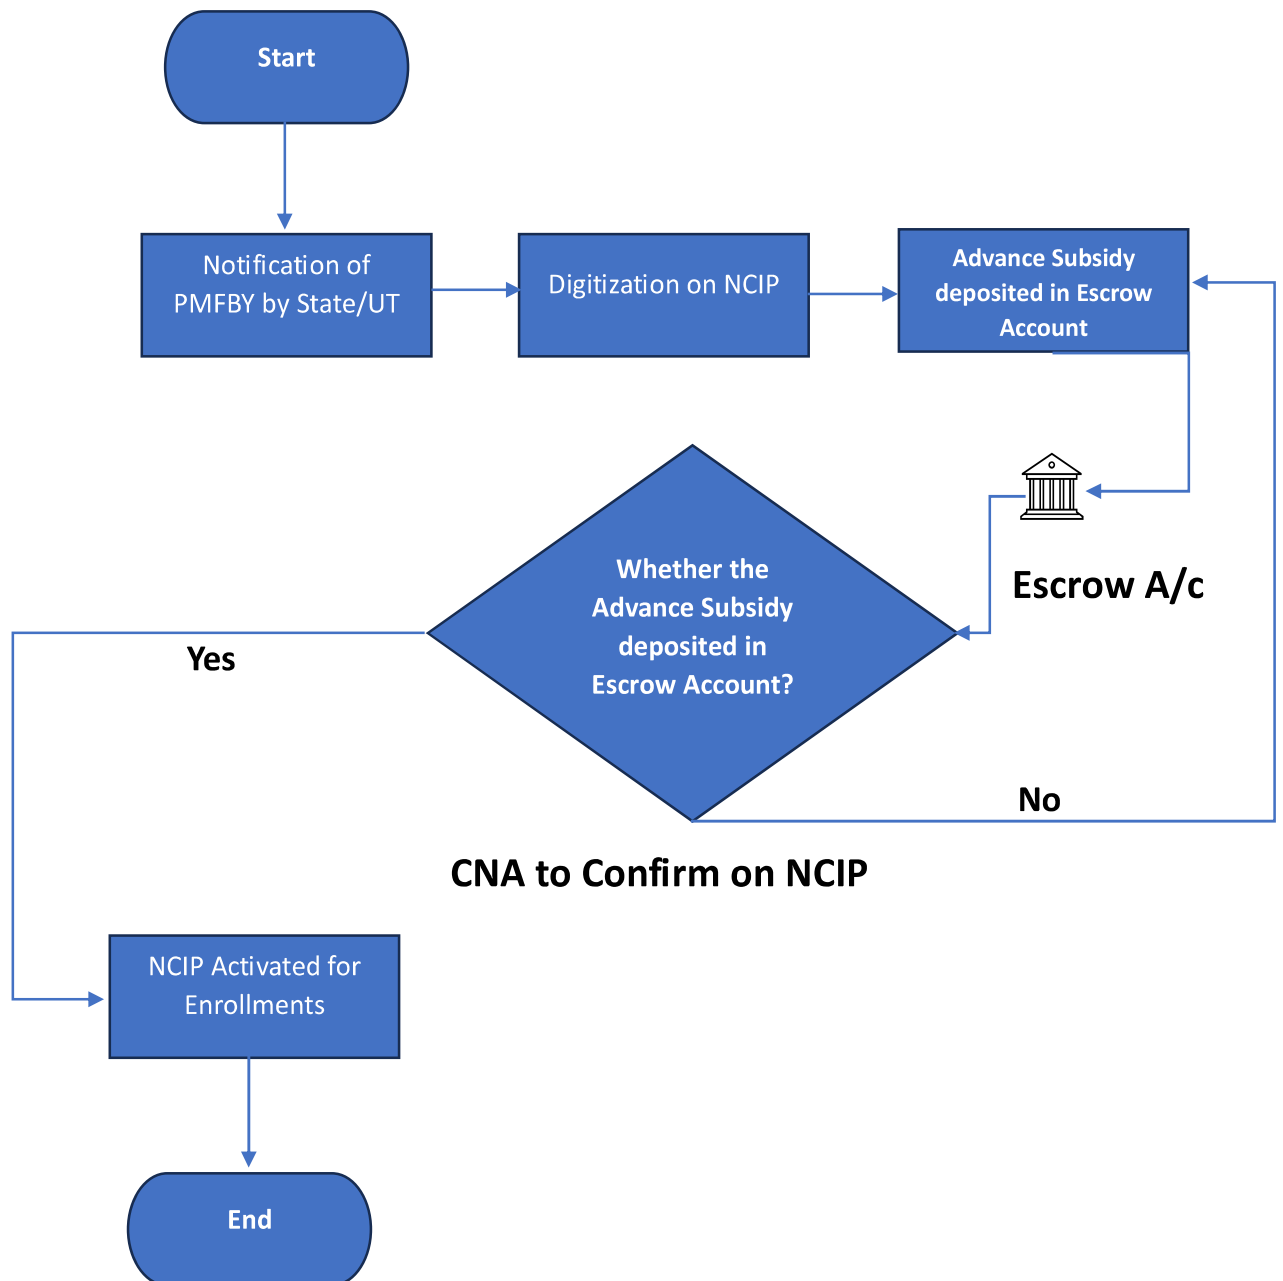 Start
Notification of
PMFBY by State/UT
Digitization on NCIP
Advance Subsidy
deposited in Escrow
Account
Escrow A/c
Whether the
Advance Subsidy
deposited in
Escrow Account?
Yes
No
CNA to Confirm on NCIP
NCIP Activated for
Enrollments
End